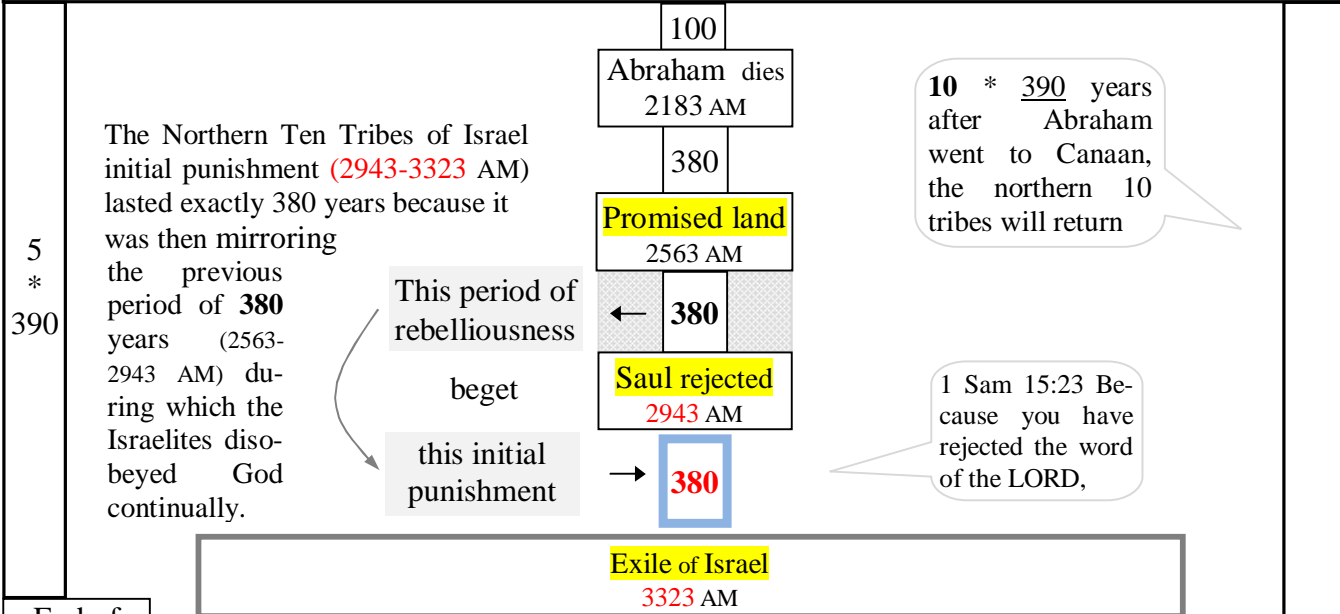 100
Abraham dies
2183 AM
10 * 390 years
after Abraham
went to Canaan,
the northern 10
tribes will return
The Northern Ten Tribes of Israel
initial punishment (2943-3323 AM)
lasted exactly 380 years because it
was then mirroring
the previous
period of 380
years (2563-
2943 AM) du-
ring which the
Israelites diso-
beyed God
continually.
380
Promised land
2563 AM
5
*
390
This period of
rebelliousness
←
380
beget
Saul rejected
2943 AM
1 Sam 15:23 Be-
cause you have
rejected the word
of the LORD,
this initial
punishment
→
380
Exile of Israel
3323 AM